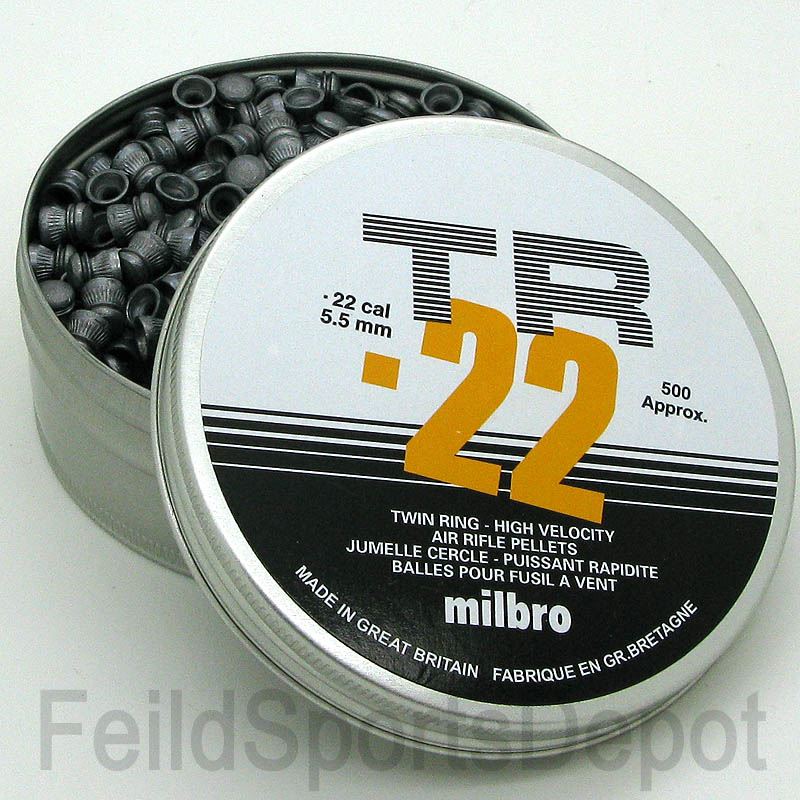 TR
.22 cal
5.5 mm
.22
500
Approx.
TWIN RING - HIGH VELOCITY
AIR RIFLE PELLETS
JUMELLE CERCLE - PUISSANT RAPIDITE
BALLES POUR FUSIL A VENT
milbro
MADE IN GREAT BRITAIN FABRIQUE EN GR.BRETAGNE
FeildSportsDepot